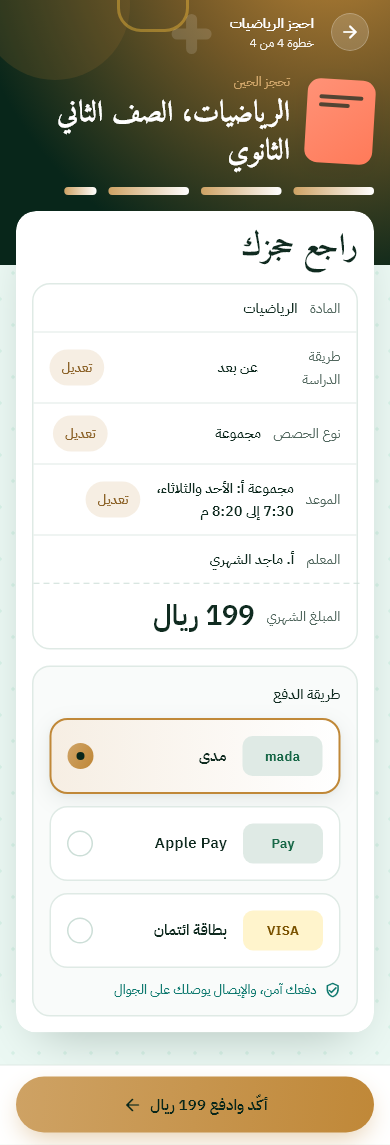 احجز الرياضيات
خطوة 4 من 4
تحجز الحين
الرياضيات، الصف الثاني
الثانوي
راجع حجزك
المادة الرياضيات
طريقة
الدراسة عن بعد تعديل
نوع الحصص مجموعة تعديل
الموعد مجموعة أ: الأحد والثلاثاء،
7:30 إلى 8:20 م تعديل
المعلم أ. ماجد الشهري
المبلغ الشهري 199 ريال
طريقة الدفع
mada مدى
Pay Apple Pay
VISA بطاقة ائتمان
دفعك آمن، والإيصال يوصلك على الجوال
أكّد وادفع 199 ريال